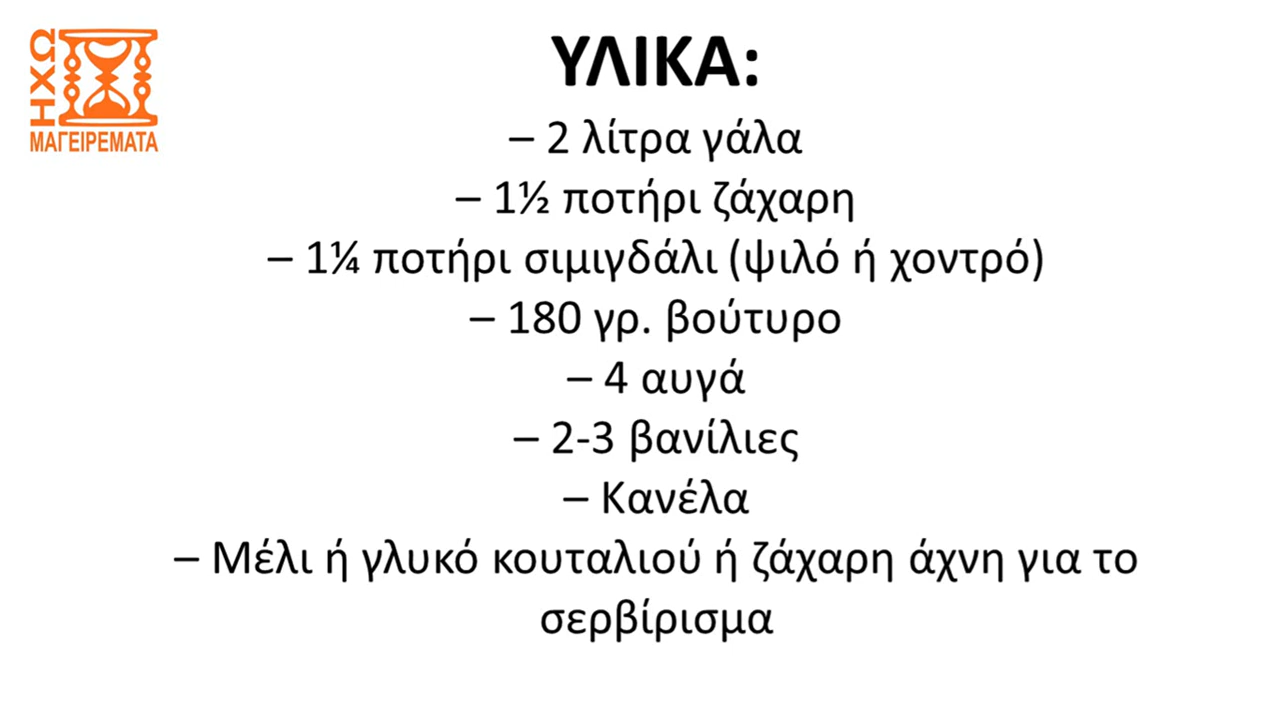 ΗΧΩ
ΜΑΓΕΙΡΕΜΑΤΑ
ΥΛΙΚΑ:
– 2 λίτρα γάλα
– 1½ ποτήρι ζάχαρη
– 1¼ ποτήρι σιμιγδάλι (ψιλό ή χοντρό)
– 180 γρ. βούτυρο
– 4 αυγά
– 2-3 βανίλιες
– Κανέλα
– Μέλι ή γλυκό κουταλιού ή ζάχαρη άχνη για το
σερβίρισμα